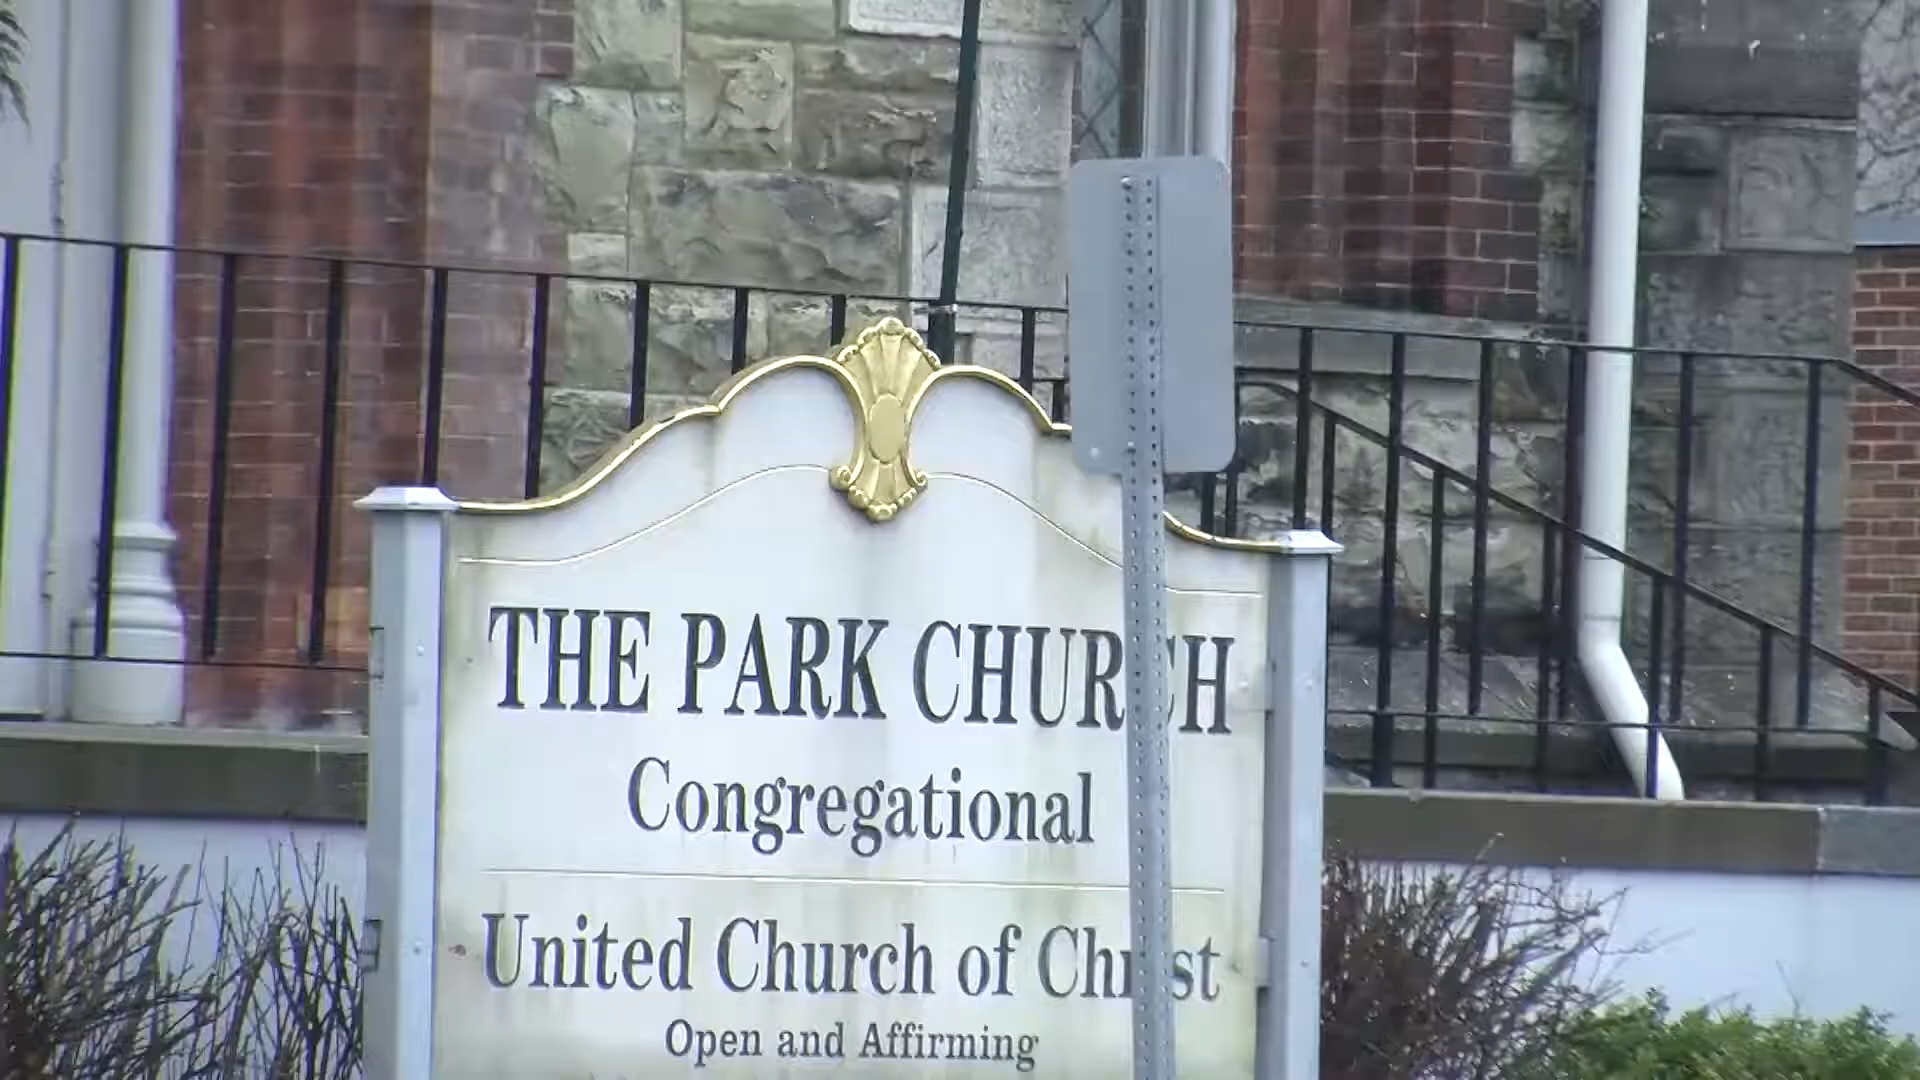 THE PARK CHURCH
Congregational
United Church of Christ
Open and Affirming